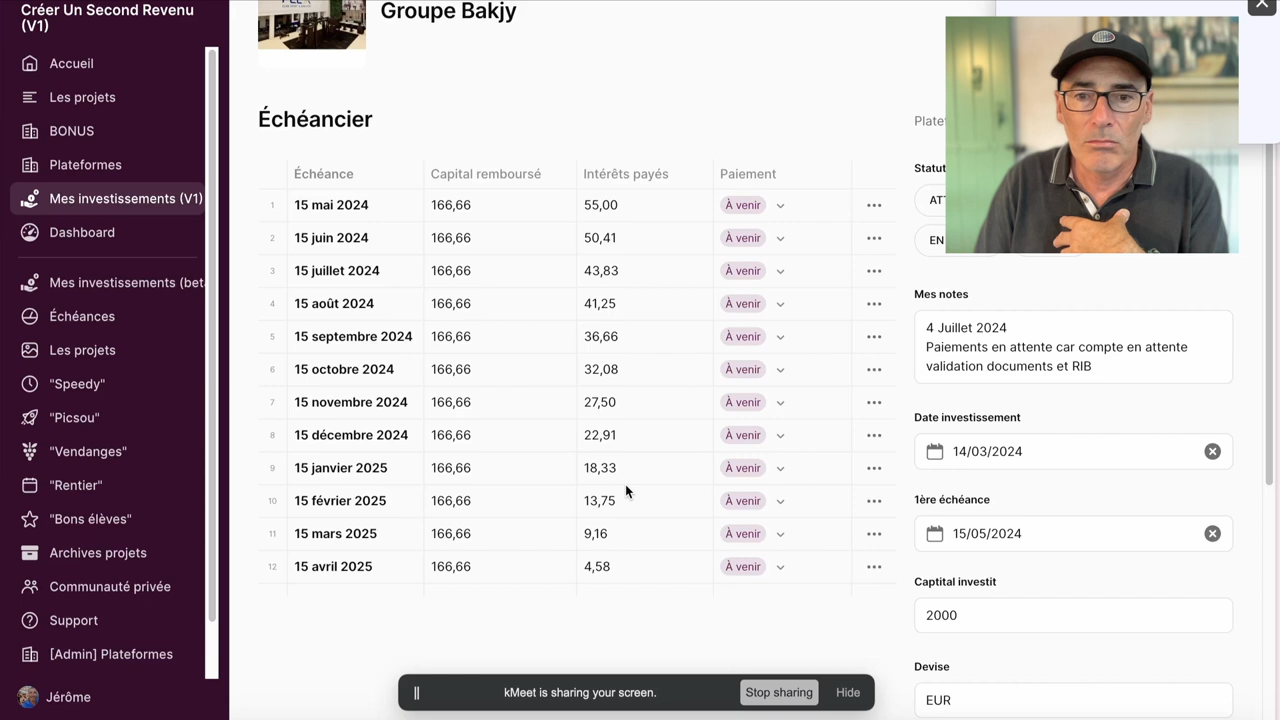 Créer Un Second Revenu
(V1)
Accueil
Les projets
BONUS
Plateformes
Mes investissements (V1)
Dashboard
Mes investissements (bet
Échéances
Les projets
"Speedy"
"Picsou"
"Vendanges"
"Rentier"
"Bons élèves"
Archives projets
Communauté privée
Support
[Admin] Plateformes
Jérôme
Groupe Bakjy
Échéancier
Échéance Capital remboursé Intérêts payés Paiement
1 15 mai 2024 166,66 55,00 À venir
2 15 juin 2024 166,66 50,41 À venir
3 15 juillet 2024 166,66 43,83 À venir
4 15 août 2024 166,66 41,25 À venir
5 15 septembre 2024 166,66 36,66 À venir
6 15 octobre 2024 166,66 32,08 À venir
7 15 novembre 2024 166,66 27,50 À venir
8 15 décembre 2024 166,66 22,91 À venir
9 15 janvier 2025 166,66 18,33 À venir
10 15 février 2025 166,66 13,75 À venir
11 15 mars 2025 166,66 9,16 À venir
12 15 avril 2025 166,66 4,58 À venir
Statut
Mes notes
4 Juillet 2024
Paiements en attente car compte en attente
validation documents et RIB
Date investissement
14/03/2024
1ère échéance
15/05/2024
Captital investit
2000
Devise
EUR
kMeet is sharing your screen. Stop sharing Hide